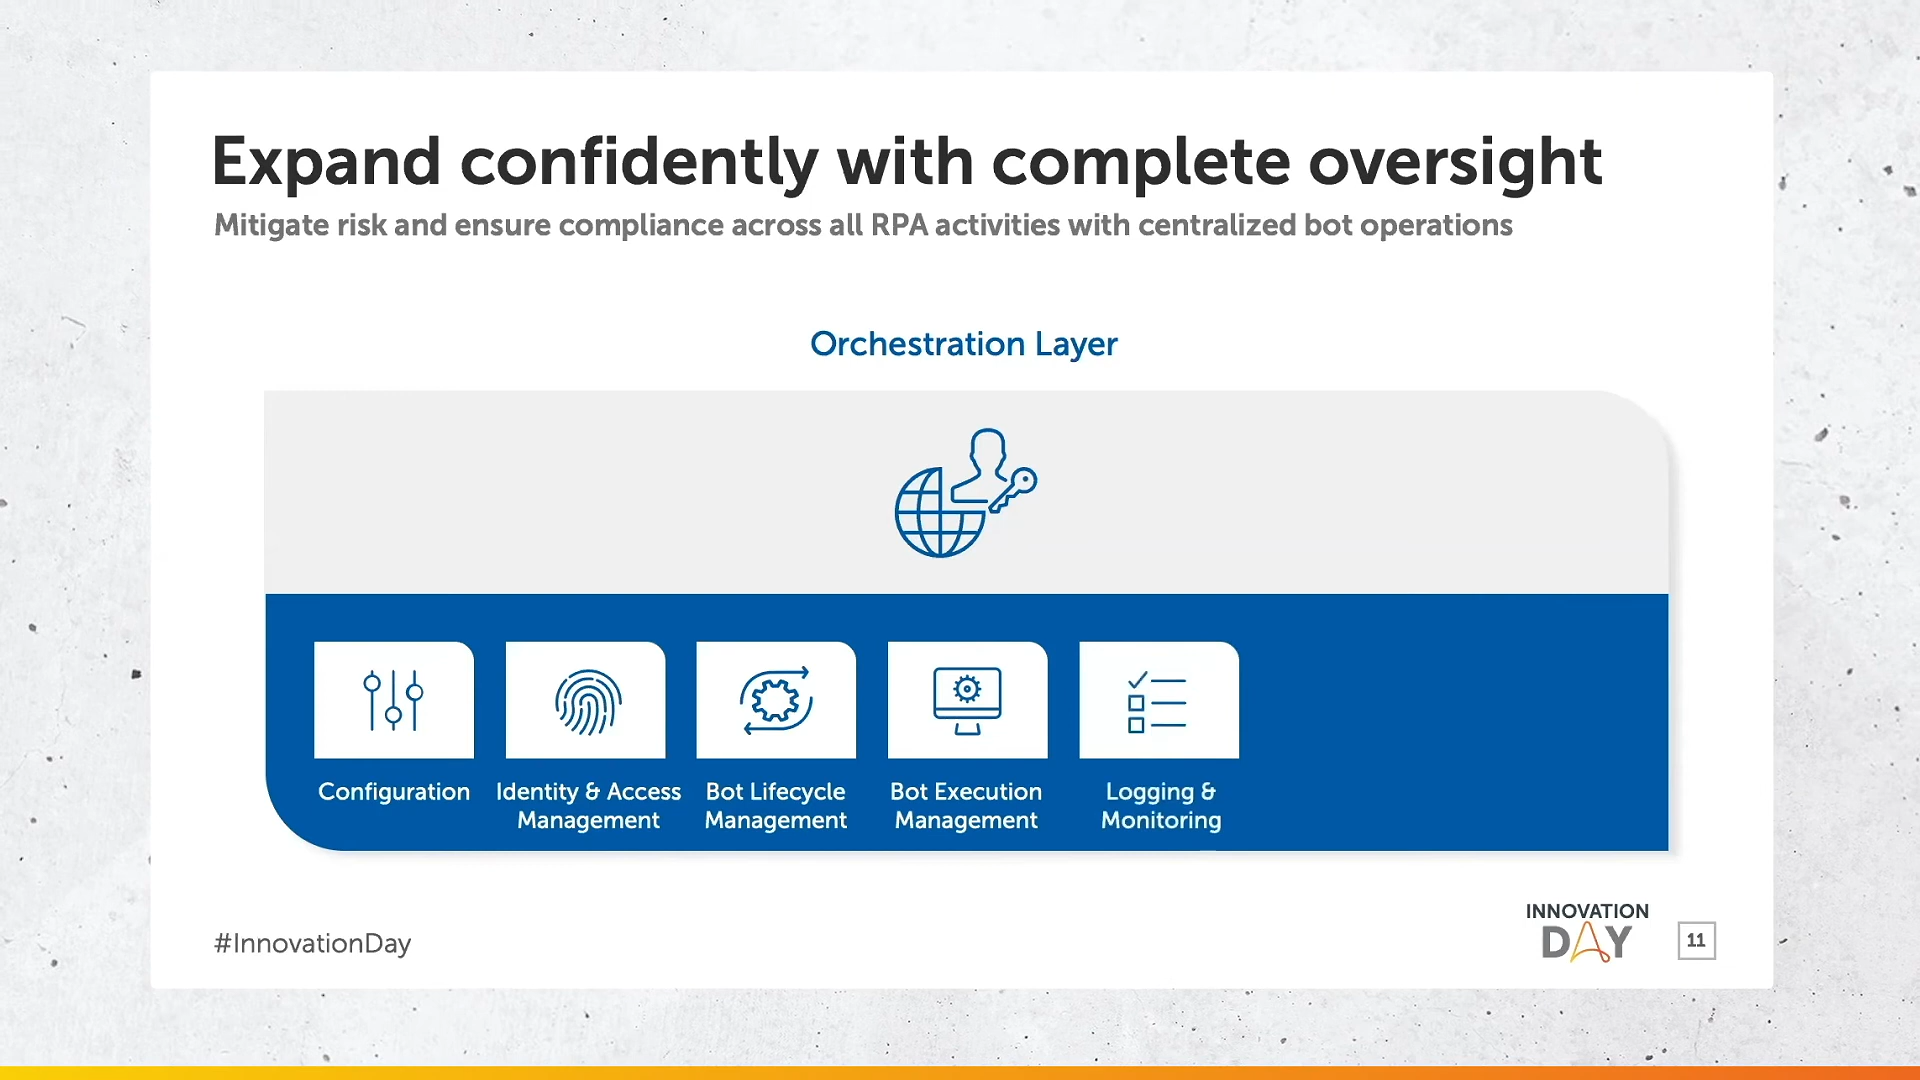 Expand confidently with complete oversight
Mitigate risk and ensure compliance across all RPA activities with centralized bot operations
Orchestration Layer
Configuration
Identity & Access
Management
Bot Lifecycle
Management
Bot Execution
Management
Logging &
Monitoring
#InnovationDay
INNOVATION
DAY
11